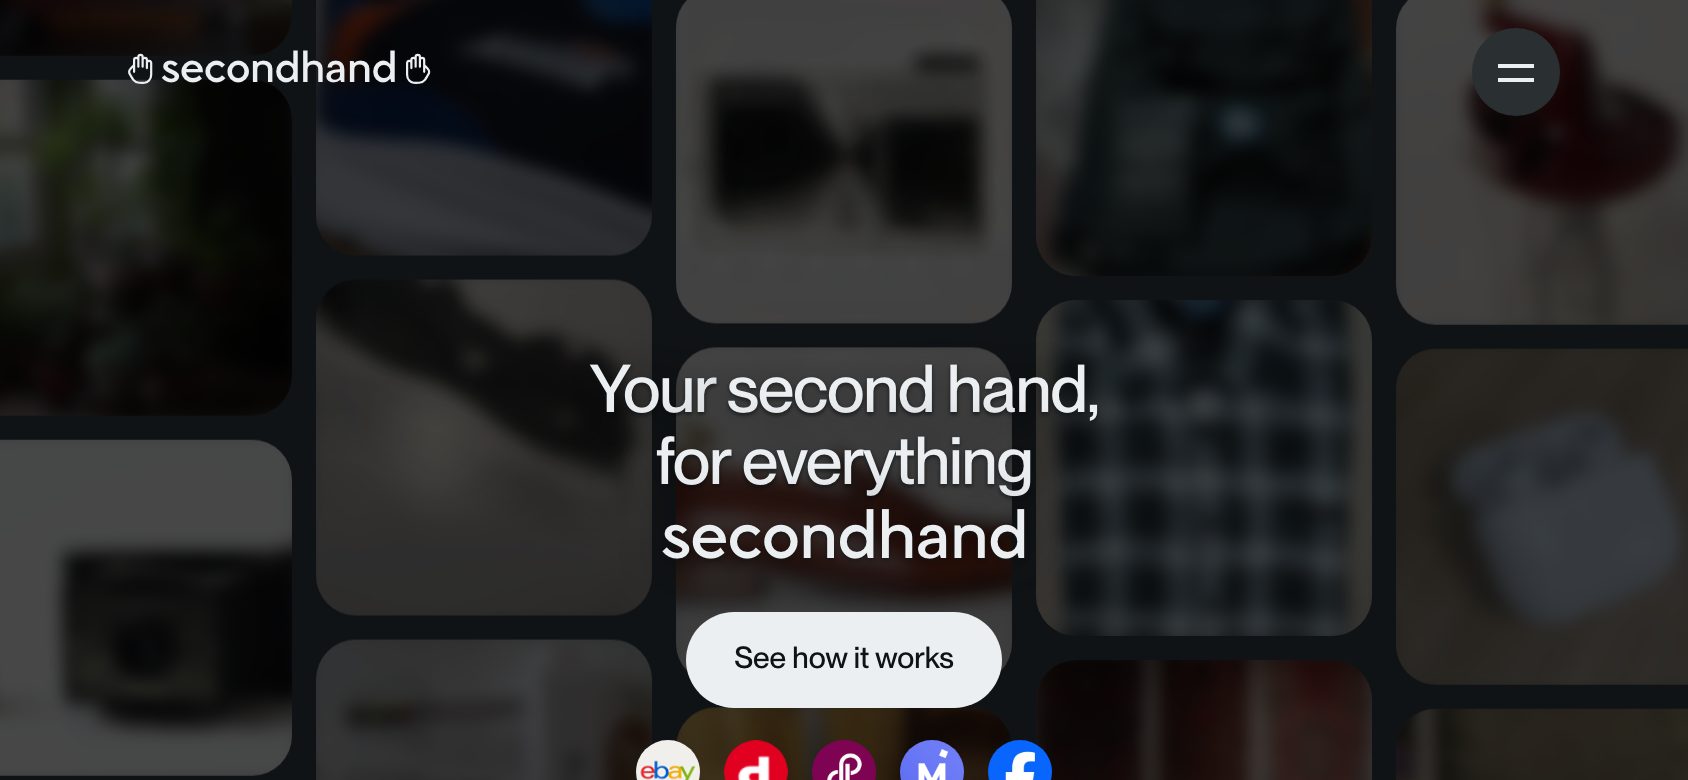 secondhand
Your second hand,
for everything
secondhand
See how it works
ebay
d
M
f